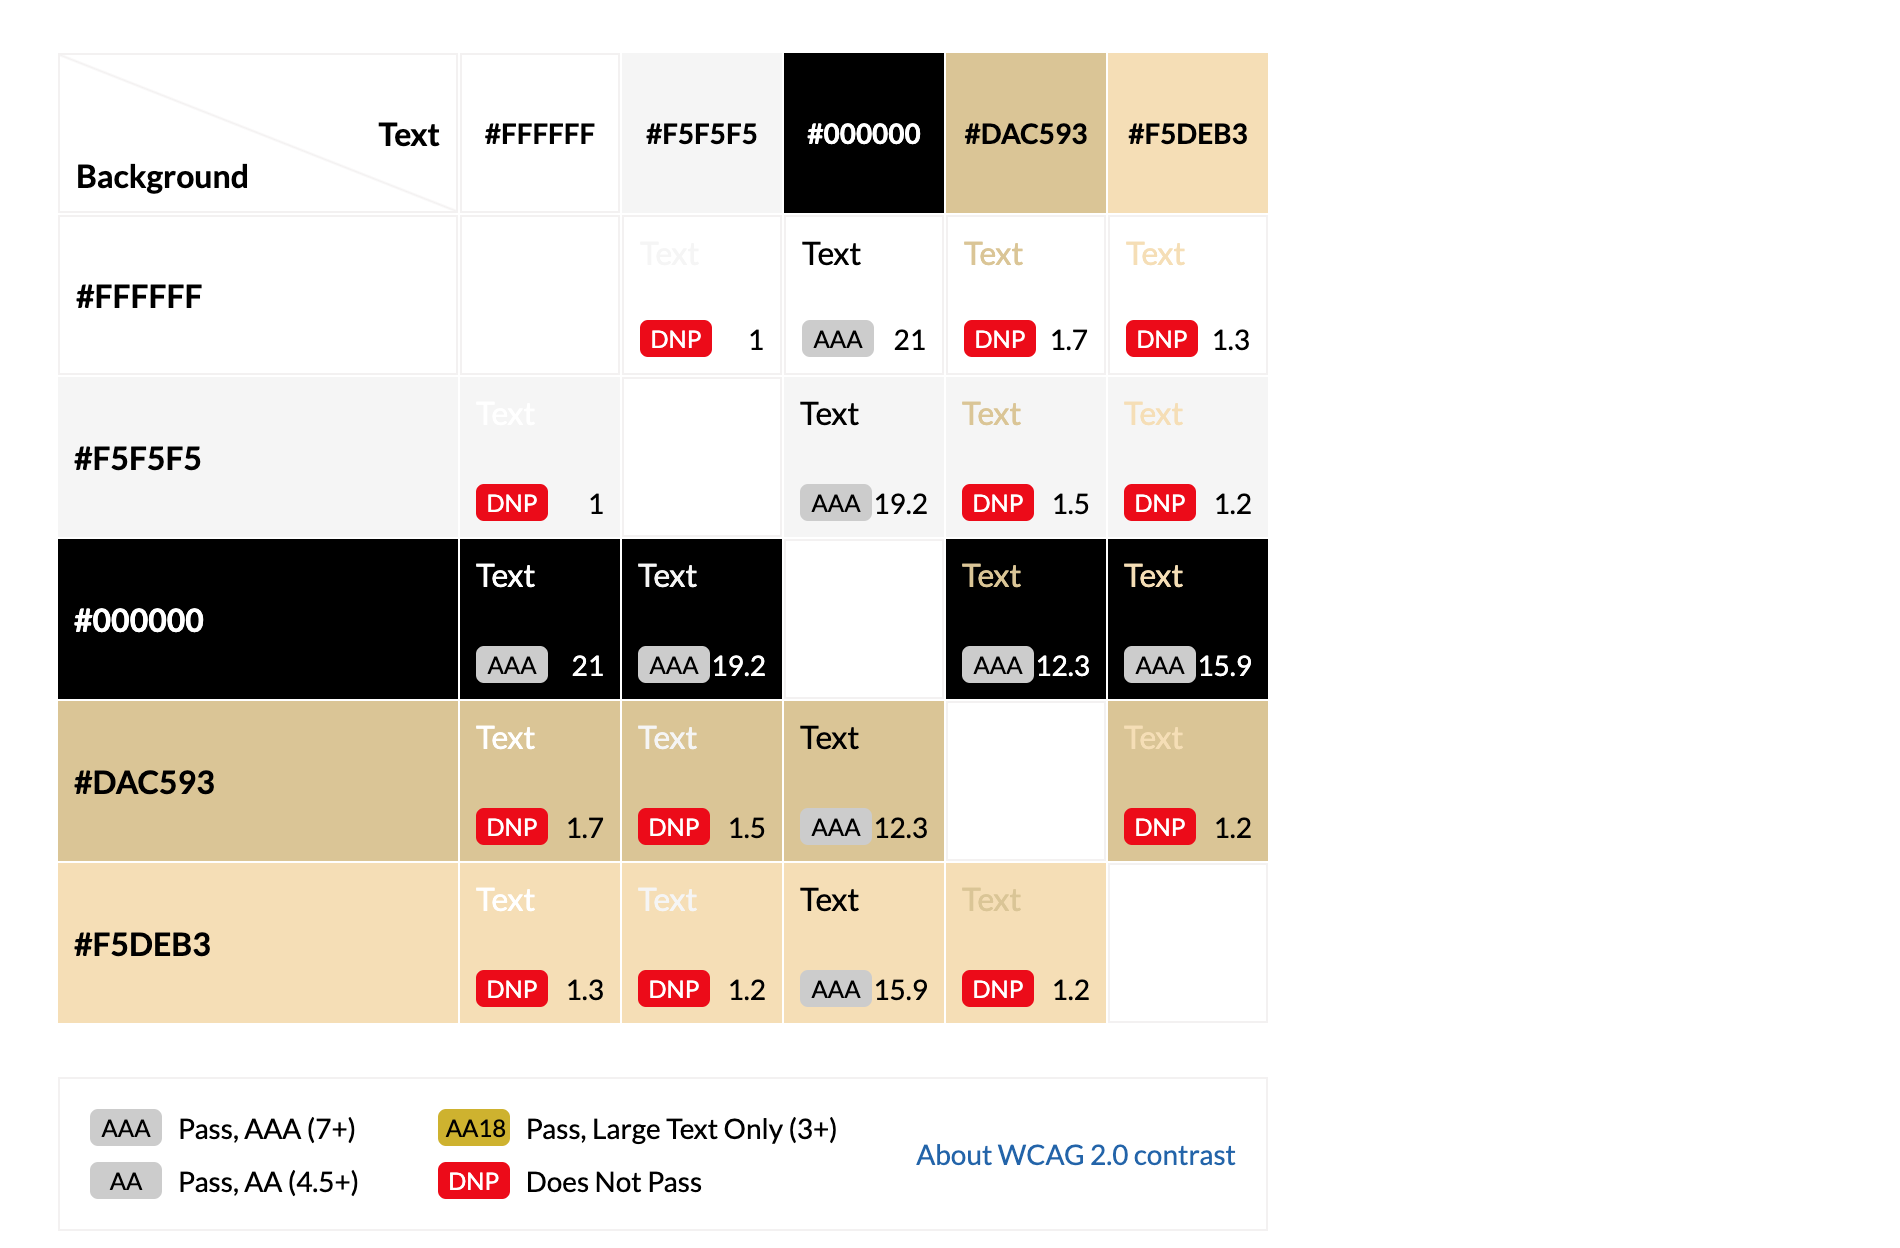 Text
Background
#FFFFFF #F5F5F5 #000000 #DAC593 #F5DEB3
#FFFFFF
Text Text Text Text
DNP 1 AAA 21 DNP 1.7 DNP 1.3
#F5F5F5
Text Text Text Text
DNP 1 AAA 19.2 DNP 1.5 DNP 1.2
#000000
Text Text Text Text
AAA 21 AAA 19.2 AAA 12.3 AAA 15.9
#DAC593
Text Text Text Text
DNP 1.7 DNP 1.5 AAA 12.3 DNP 1.2
#F5DEB3
Text Text Text Text
DNP 1.3 DNP 1.2 AAA 15.9 DNP 1.2
AAA Pass, AAA (7+)
AA Pass, AA (4.5+)
AA18 Pass, Large Text Only (3+)
DNP Does Not Pass
About WCAG 2.0 contrast